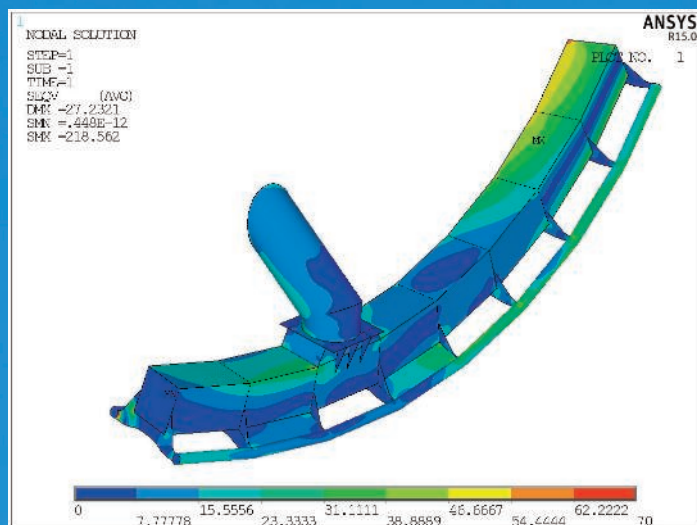 1
ANSYS
R15.0
NODAL SOLUTION
PLOT NO. 1
STEP=1
SUB =1
TIME=1
SEQV (AVG)
DMX =27.2321
SMN =.448E-12
SMX =218.562
MX
0 15.5556 31.1111 46.6667 62.2222
7.77778 23.3333 38.8889 54.4444 70